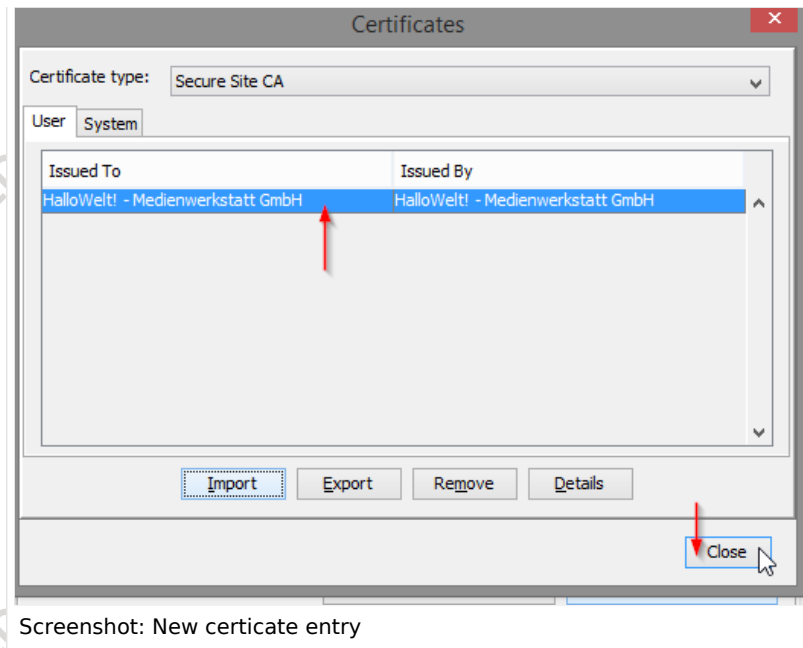 Certificates
Certificate type: Secure Site CA
User System
Issued To Issued By
HalloWelt! - Medienwerkstatt GmbH HalloWelt! - Medienwerkstatt GmbH
Import Export Remove Details
Close
Screenshot: New certicate entry